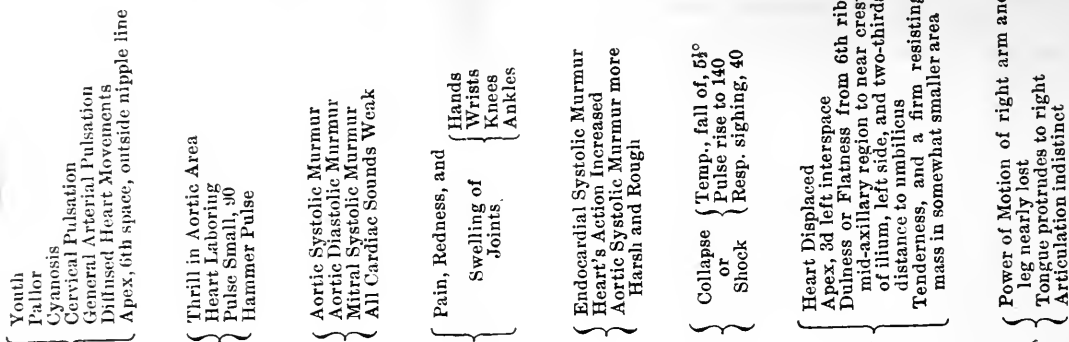 Youth
Pallor
Cyanosis
Cervical Pulsation
General Arterial Pulsation
Diffused Heart Movements
Apex, 6th space, outside nipple line
Thrill in Aortic Area
Heart Laboring
Pulse Small, 90
Hammer Pulse
Aortic Systolic Murmur
Aortic Diastolic Murmur
Mitral Systolic Murmur
All Cardiac Sounds Weak
Pain, Redness, and
Swelling of
Joints.
Hands
Wrists
Knees
Ankles
Endocardial Systolic Murmur
Heart's Action Increased
Aortic Systolic Murmur more
Harsh and Rough
Collapse
or
Shock
Temp., fall of, 5½°
Pulse rise to 140
Resp. sighing, 40
Heart Displaced
Apex, 3d left interspace
Dulness or Flatness from 6th rib
mid-axillary region to near cres
of ilium, left side, and two-third
distance to umbilicus
Tenderness, and a firm resisting
mass in somewhat smaller area
Power of Motion of right arm and
leg nearly lost
Tongue protrudes to right
Articulation indistinct